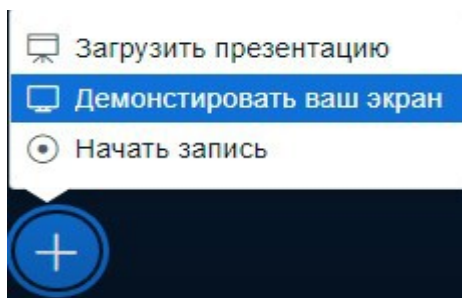 Загрузить презентацию
Демонстировать ваш экран
Начать запись